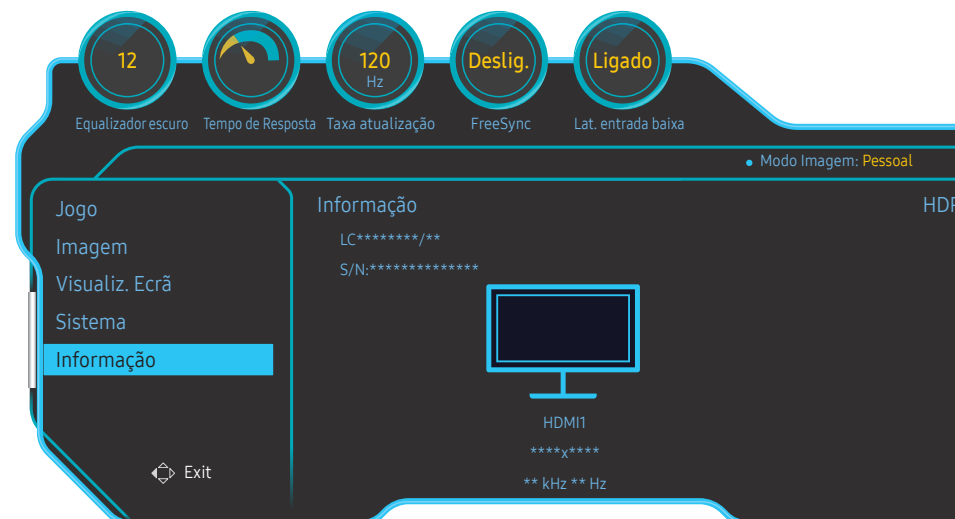 12
120
Hz
Deslig.
Ligado
Equalizador escuro
Tempo de Resposta
Taxa atualização
FreeSync
Lat. entrada baixa
• Modo Imagem: Pessoal
Jogo
Imagem
Visualiz. Ecrã
Sistema
Informação
Exit
Informação
LC********/**
S/N:**************
HDMI1
****x****
** kHz ** Hz